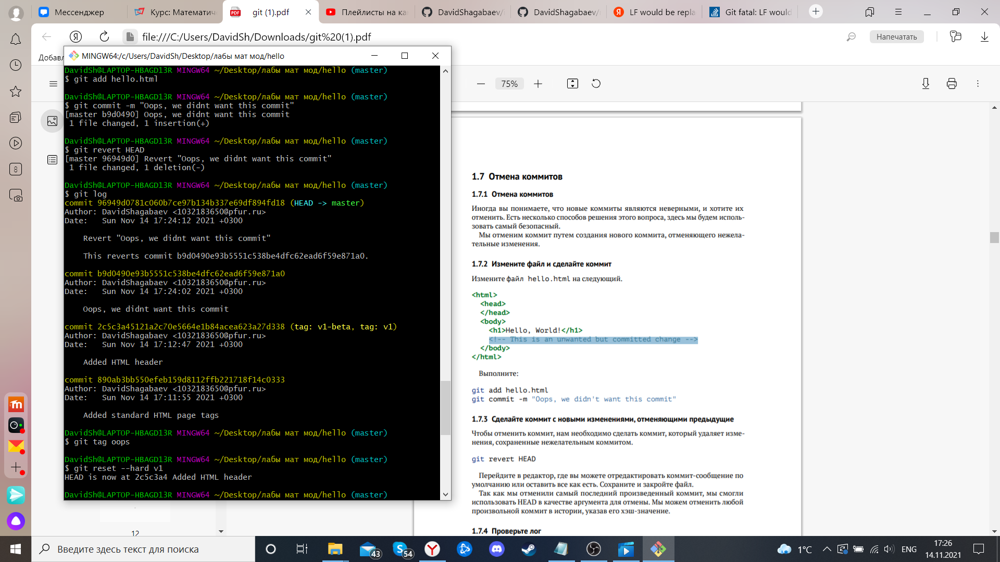 Мессенджер
Курс: Математич
git (1).pdf
Плейлисты на ка
DavidShagabaev/
DavidShagabaev/
LF would be repla
Git fatal: LF would
file:///C:/Users/DavidSh/Downloads/git%20(1).pdf
Напечатать
Добавл
MINGW64:/c/Users/DavidSh/Desktop/лабы мат мод/hello
75%
8
DavidSh@LAPTOP-HBAGD13R MINGW64 ~/Desktop/лабы мат мод/hello (master)
$ git add hello.html
DavidSh@LAPTOP-HBAGD13R MINGW64 ~/Desktop/лабы мат мод/hello (master)
$ git commit -m "Oops, we didnt want this commit"
[master b9d0490] Oops, we didnt want this commit
1 file changed, 1 insertion(+)
DavidSh@LAPTOP-HBAGD13R MINGW64 ~/Desktop/лабы мат мод/hello (master)
$ git revert HEAD
[master 96949d0] Revert "Oops, we didnt want this commit"
1 file changed, 1 deletion(-)
DavidSh@LAPTOP-HBAGD13R MINGW64 ~/Desktop/лабы мат мод/hello (master)
$ git log
commit 96949d0781c060b7ce97b134b337e69df894fd18 (HEAD -> master)
Author: DavidShagabaev <1032183650@pfur.ru>
Date:   Sun Nov 14 17:24:12 2021 +0300
Revert "Oops, we didnt want this commit"
This reverts commit b9d0490e93b5551c538be4dfc62ead6f59e871a0.
commit b9d0490e93b5551c538be4dfc62ead6f59e871a0
Author: DavidShagabaev <1032183650@pfur.ru>
Date:   Sun Nov 14 17:24:02 2021 +0300
Oops, we didnt want this commit
commit 2c5c3a45121a2c70e5664e1b84acea623a27d338 (tag: v1-beta, tag: v1)
Author: DavidShagabaev <1032183650@pfur.ru>
Date:   Sun Nov 14 17:12:47 2021 +0300
Added HTML header
commit 890ab3bb550efeb159d8112ffb221718f14c0333
Author: DavidShagabaev <1032183650@pfur.ru>
Date:   Sun Nov 14 17:11:55 2021 +0300
Added standard HTML page tags
DavidSh@LAPTOP-HBAGD13R MINGW64 ~/Desktop/лабы мат мод/hello (master)
$ git tag oops
DavidSh@LAPTOP-HBAGD13R MINGW64 ~/Desktop/лабы мат мод/hello (master)
$ git reset --hard v1
HEAD is now at 2c5c3a4 Added HTML header
DavidSh@LAPTOP-HBAGD13R MINGW64 ~/Desktop/лабы мат мод/hello (master)
12
1.7 Отмена коммитов
1.7.1 Отмена коммитов
Иногда вы понимаете, что новые коммиты являются неверными, и хотите их
отменить. Есть несколько способов решения этого вопроса, здесь мы будем исполь-
зовать самый безопасный.
Мы отменим коммит путем создания нового коммита, отменяющего нежела-
тельные изменения.
1.7.2 Измените файл и сделайте коммит
Измените файл hello.html на следующий.
<html>
<head>
</head>
<body>
<h1>Hello, World!</h1>
<!-- This is an unwanted but committed change -->
</body>
</html>
Выполните:
git add hello.html
git commit -m "Oops, we didn't want this commit"
1.7.3 Сделайте коммит с новыми изменениями, отменяющими предыдущие
Чтобы отменить коммит, нам необходимо сделать коммит, который удаляет изме-
нения, сохраненные нежелательным коммитом.
git revert HEAD
Перейдите в редактор, где вы можете отредактировать коммит-сообщение по
умолчанию или оставить все как есть. Сохраните и закройте файл.
Так как мы отменили самый последний произведенный коммит, мы смогли
использовать HEAD в качестве аргумента для отмены. Мы можем отменить любой
произвольной коммит в истории, указав его хэш-значение.
1.7.4 Проверьте лог
Введите здесь текст для поиска
43
54
1°C
ENG
17:26
14.11.2021